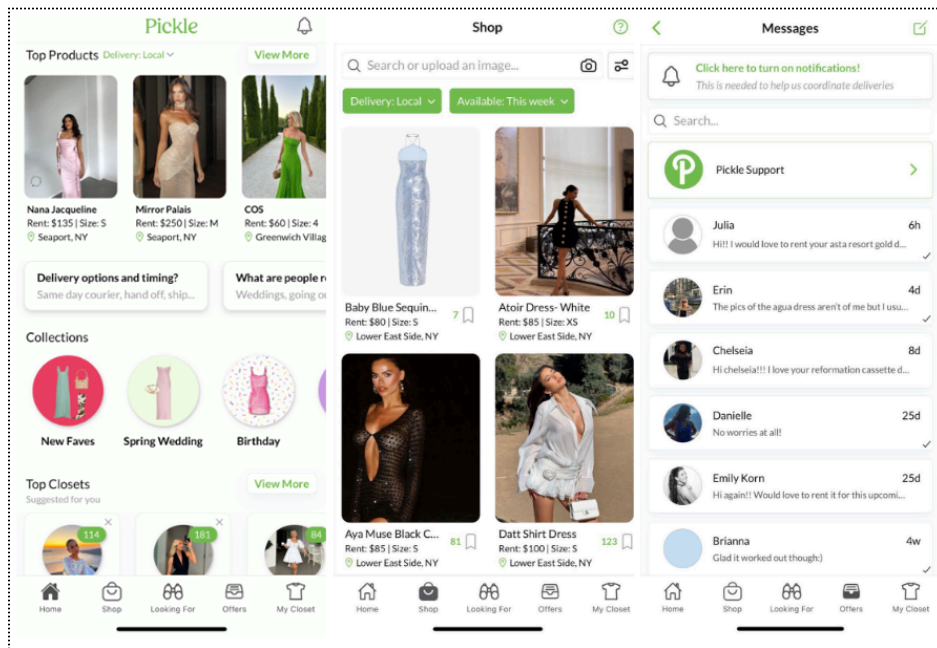 Pickle
Top Products Delivery: Local
View More
Nana Jacqueline
Rent: $135 | Size: S
Seaport, NY
Mirror Palais
Rent: $250 | Size: M
Seaport, NY
COS
Rent: $60 | Size: 4
Greenwich Villag
Delivery options and timing?
Same day courier, hand off, ship...
What are people r
Weddings, going ou
Collections
New Faves
Spring Wedding
Birthday
Top Closets
View More
Suggested for you
114
181
84
Home
Shop
Looking For
Offers
My Closet
Shop
Search or upload an image...
Delivery: Local
Available: This week
Baby Blue Sequin...
7
Rent: $80 | Size: S
Lower East Side, NY
Atoir Dress- White
10
Rent: $85 | Size: XS
Lower East Side, NY
Aya Muse Black C...
81
Rent: $85 | Size: S
Lower East Side, NY
Datt Shirt Dress
123
Rent: $100 | Size: S
Lower East Side, NY
Home
Shop
Looking For
Offers
My Closet
Messages
Click here to turn on notifications!
This is needed to help us coordinate deliveries
Search...
Pickle Support
Julia
6h
Hi!! I would love to rent your asta resort gold d...
Erin
4d
The pics of the agua dress aren't of me but I usu...
Chelseia
8d
Hi chelseia!!! I love your reformation cassette d...
Danielle
25d
No worries at all!
Emily Korn
25d
Hi again!! Would love to rent it for this upcomi...
Brianna
4w
Glad it worked out though:)
Home
Shop
Looking For
Offers
My Closet